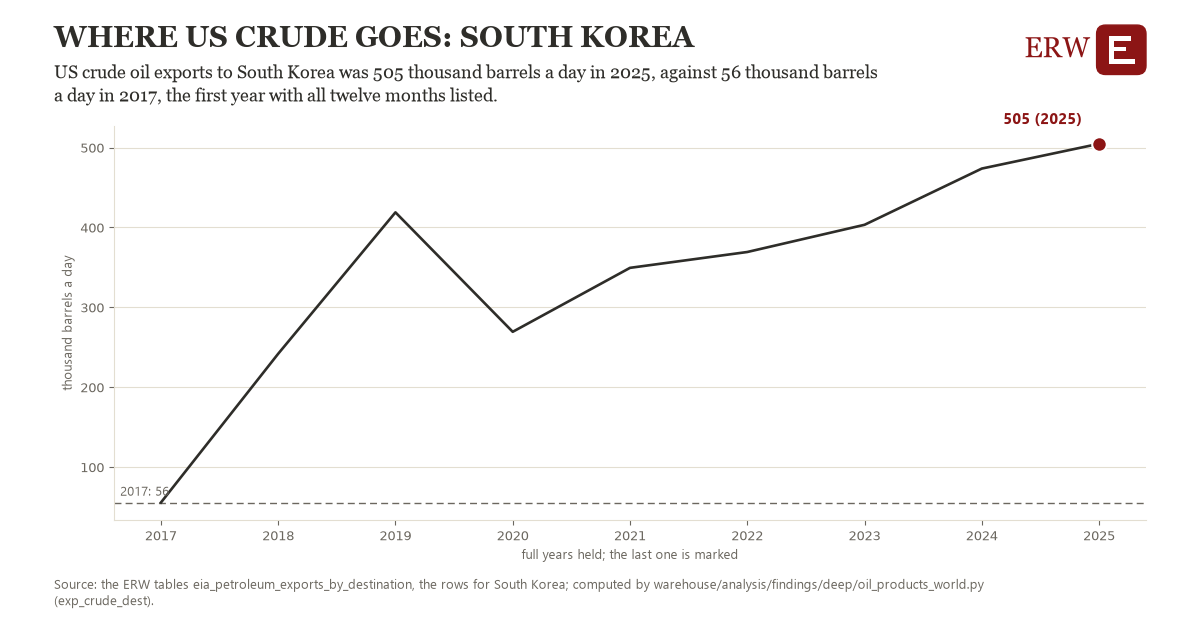 WHERE US CRUDE GOES: SOUTH KOREA
US crude oil exports to South Korea was 505 thousand barrels a day in 2025, against 56 thousand barrels
a day in 2017, the first year with all twelve months listed.
ERW E
505 (2025)
500
400
300
200
100
thousand barrels a day
2017: 56
2017 2018 2019 2020 2021 2022 2023 2024 2025
full years held; the last one is marked
Source: the ERW tables eia_petroleum_exports_by_destination, the rows for South Korea; computed by warehouse/analysis/findings/deep/oil_products_world.py
(exp_crude_dest).